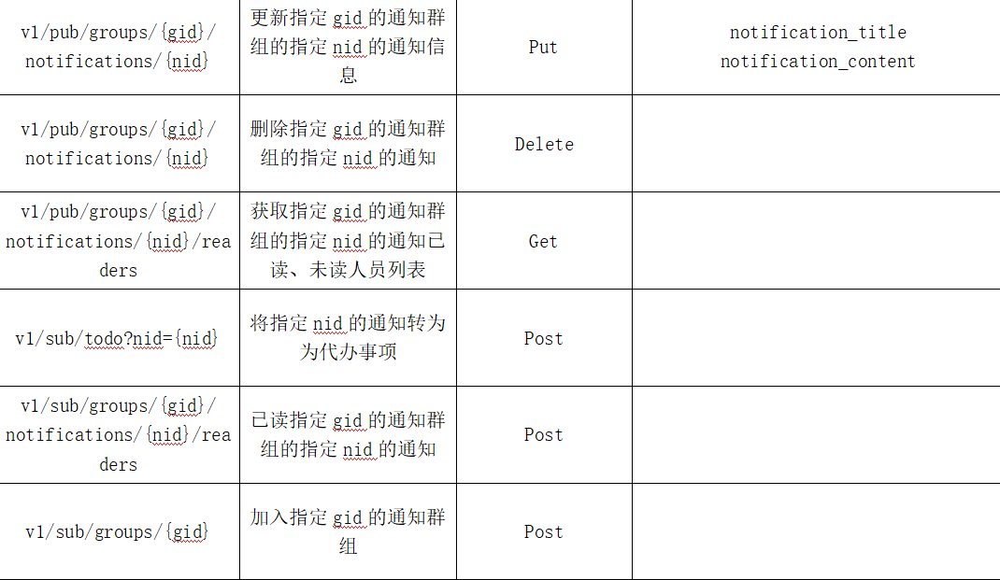 v1/pub/groups/{gid}/
notifications/{nid}
更新指定 gid 的通知群
组的指定 nid 的通知信
息
Put
notification_title
notification_content
v1/pub/groups/{gid}/
notifications/{nid}
删除指定 gid 的通知群
组的指定 nid 的通知
Delete
v1/pub/groups/{gid}/
notifications/{nid}/rea
ders
获取指定 gid 的通知群
组的指定 nid 的通知已
读、未读人员列表
Get
v1/sub/todo?nid={nid}
将指定 nid 的通知转为
为代办事项
Post
v1/sub/groups/{gid}/
notifications/{nid}/rea
ders
已读指定 gid 的通知群
组的指定 nid 的通知
Post
v1/sub/groups/{gid}
加入指定 gid 的通知群
组
Post